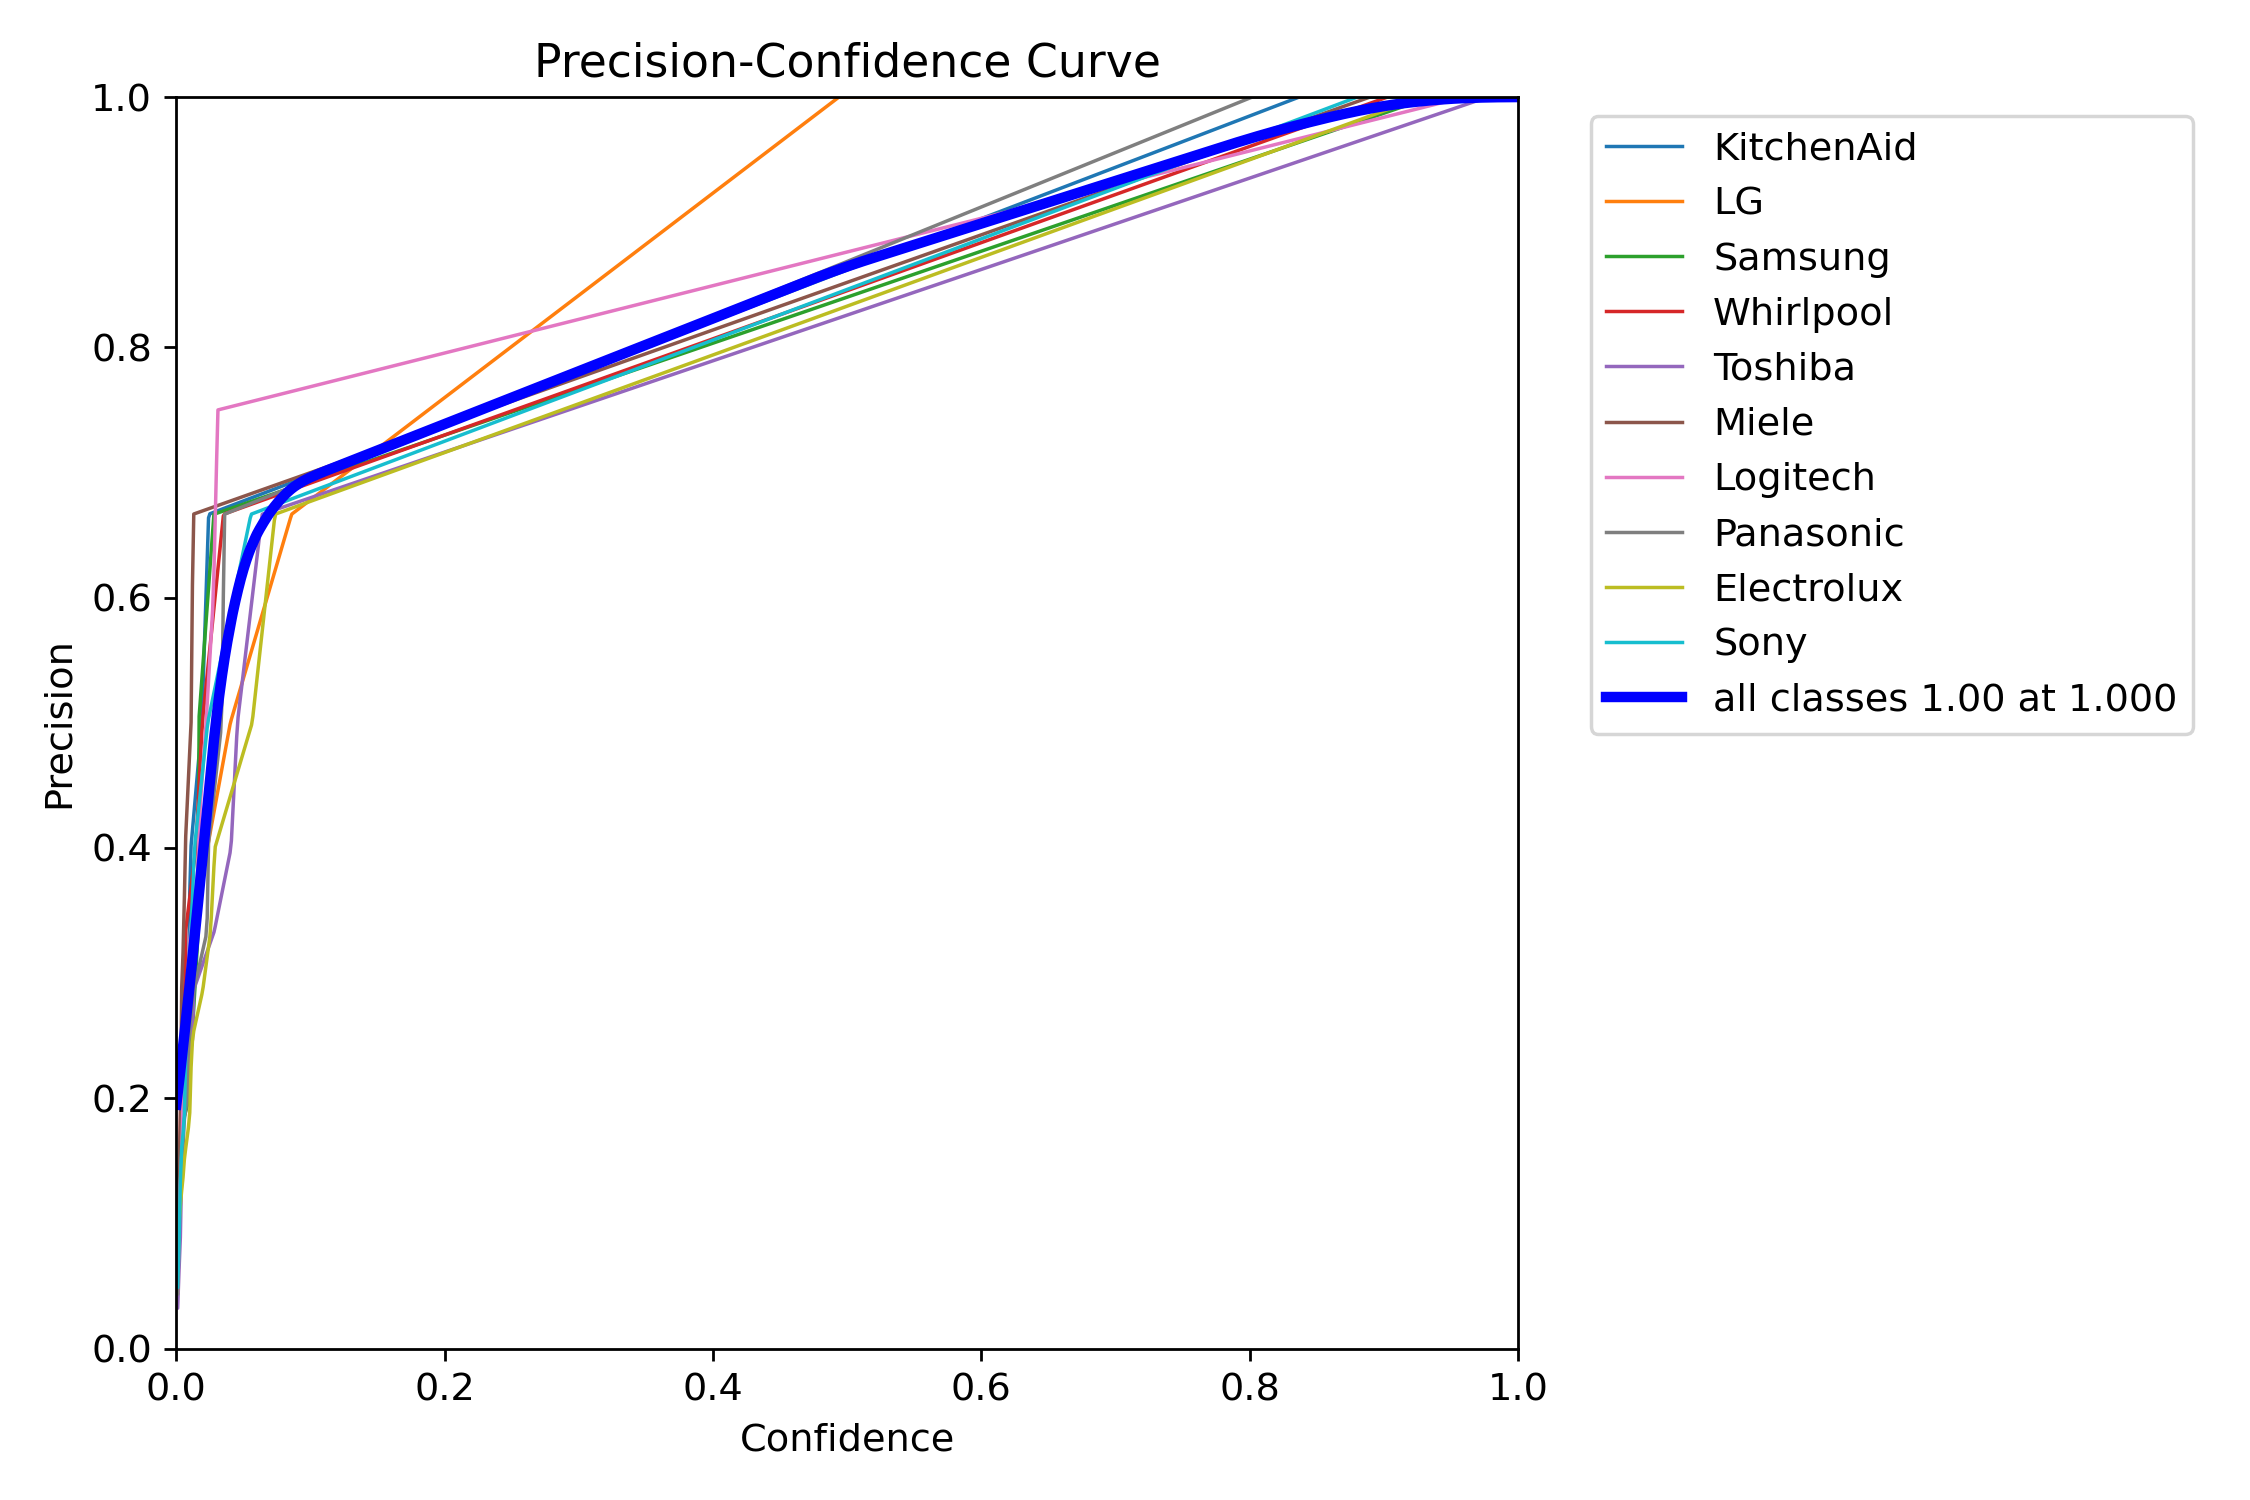 Precision-Confidence Curve
1.0
0.8
0.6
0.4
0.2
0.0
Precision
0.0 0.2 0.4 0.6 0.8 1.0
Confidence
KitchenAid
LG
Samsung
Whirlpool
Toshiba
Miele
Logitech
Panasonic
Electrolux
Sony
all classes 1.00 at 1.000